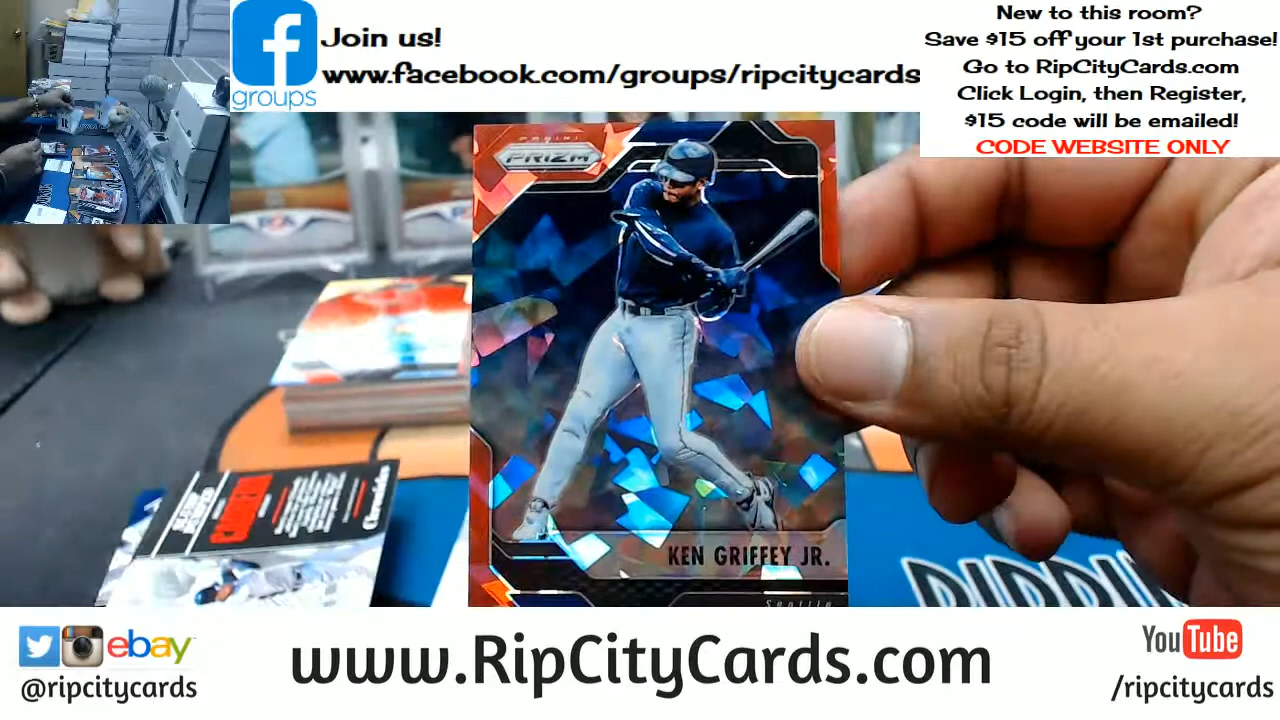 f
groups
Join us!
www.facebook.com/groups/ripcitycards
New to this room?
Save $15 off your 1st purchase!
Go to RipCityCards.com
Click Login, then Register,
$15 code will be emailed!
CODE WEBSITE ONLY
PANINI
PRIZM
KEN GRIFFEY JR.
Seattle
Chronicles
ebay
@ripcitycards
www.RipCityCards.com
YouTube
/ripcitycards